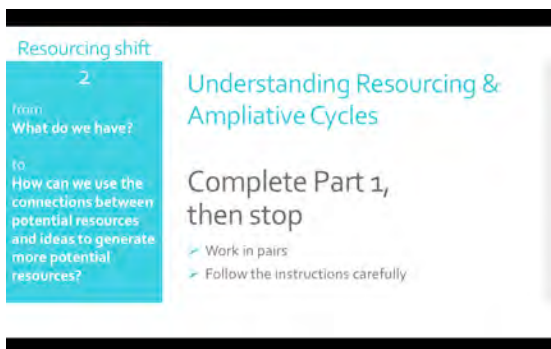 Resourcing shift
2
from
What do we have?
to
How can we use the
connections between
potential resources
and ideas to generate
more potential
resources?
Understanding Resourcing &
Ampliative Cycles
Complete Part 1,
then stop
➢ Work in pairs
➢ Follow the instructions carefully